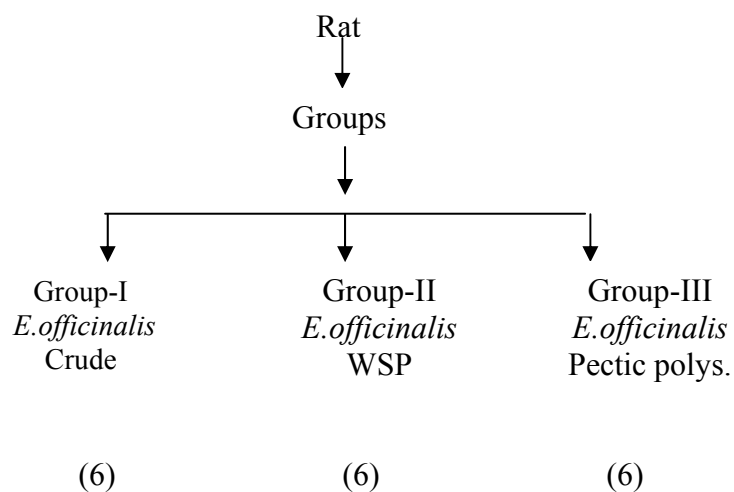 Rat
Groups
Group-I
E.officinalis
Crude
Group-II
E.officinalis
WSP
Group-III
E.officinalis
Pectic polys.
(6)
(6)
(6)